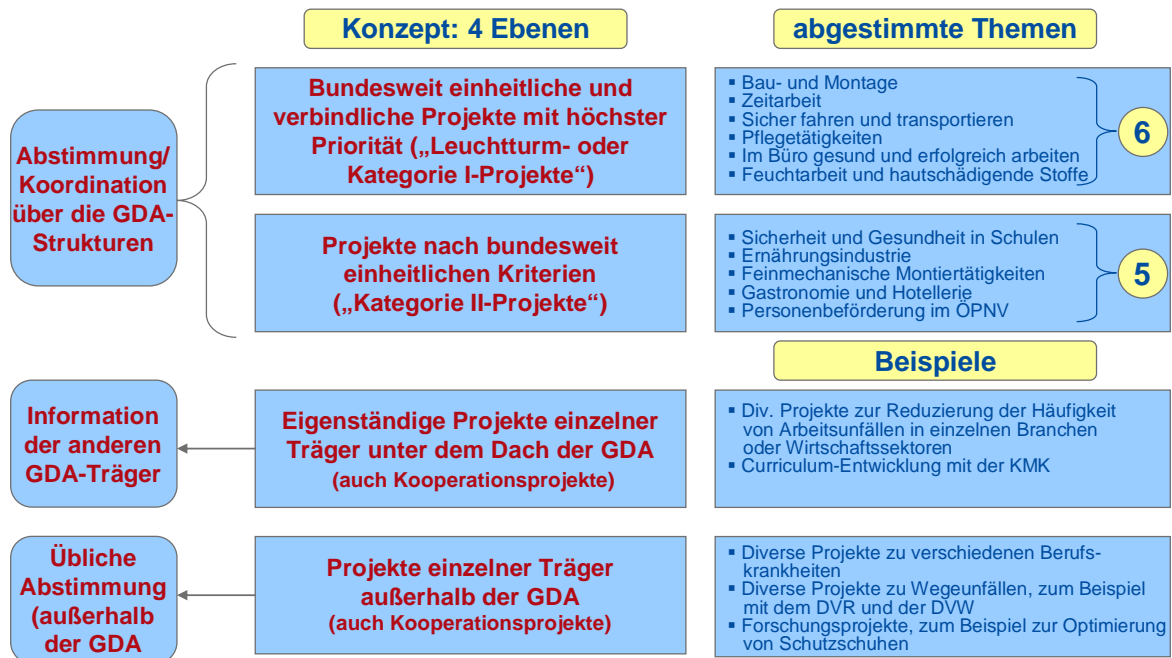 Konzept: 4 Ebenen
abgestimmte Themen
Abstimmung/
Koordination
über die GDA-
Strukturen
Bundesweit einheitliche und
verbindliche Projekte mit höchster
Priorität („Leuchtturm- oder
Kategorie I-Projekte“)
▪ Bau- und Montage
▪ Zeitarbeit
▪ Sicher fahren und transportieren
▪ Pflegetätigkeiten
▪ Im Büro gesund und erfolgreich arbeiten
▪ Feuchtarbeit und hautschädigende Stoffe
6
Projekte nach bundesweit
einheitlichen Kriterien
(„Kategorie II-Projekte“)
▪ Sicherheit und Gesundheit in Schulen
▪ Ernährungsindustrie
▪ Feinmechanische Montiertätigkeiten
▪ Gastronomie und Hotellerie
▪ Personenbeförderung im ÖPNV
5
Beispiele
Information
der anderen
GDA-Träger
Eigenständige Projekte einzelner
Träger unter dem Dach der GDA
(auch Kooperationsprojekte)
▪ Div. Projekte zur Reduzierung der Häufigkeit
von Arbeitsunfällen in einzelnen Branchen
oder Wirtschaftssektoren
▪ Curriculum-Entwicklung mit der KMK
Übliche
Abstimmung
(außerhalb
der GDA
Projekte einzelner Träger
außerhalb der GDA
(auch Kooperationsprojekte)
▪ Diverse Projekte zu verschiedenen Berufs-
krankheiten
▪ Diverse Projekte zu Wegeunfällen, zum Beispiel
mit dem DVR und der DVW
▪ Forschungsprojekte, zum Beispiel zur Optimierung
von Schutzschuhen